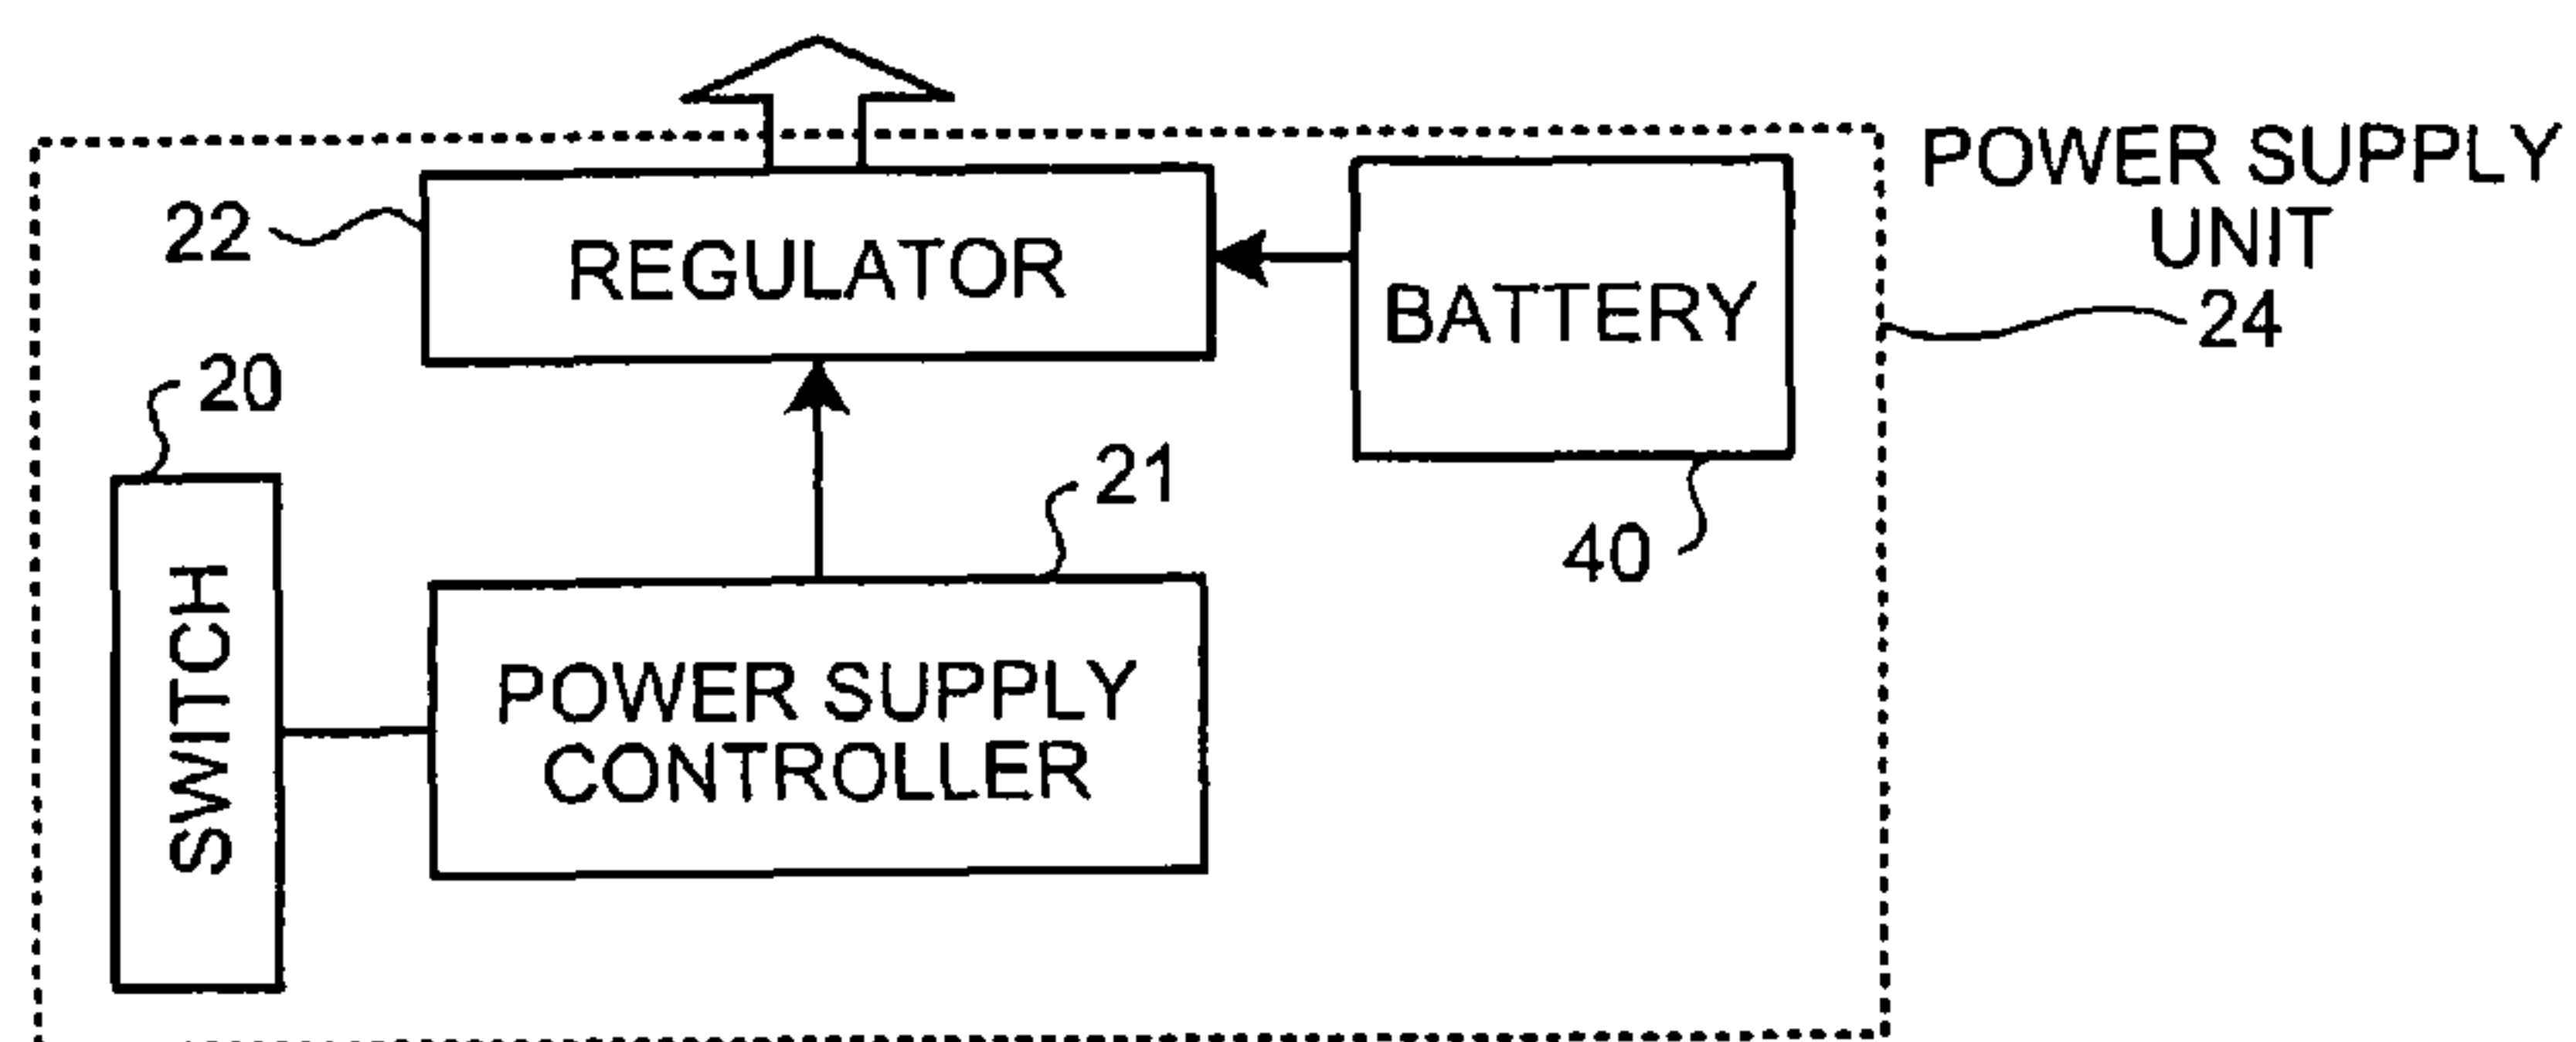 POWER SUPPLY
UNIT
24
22
REGULATOR
BATTERY
40
20
SWITCH
21
POWER SUPPLY
CONTROLLER